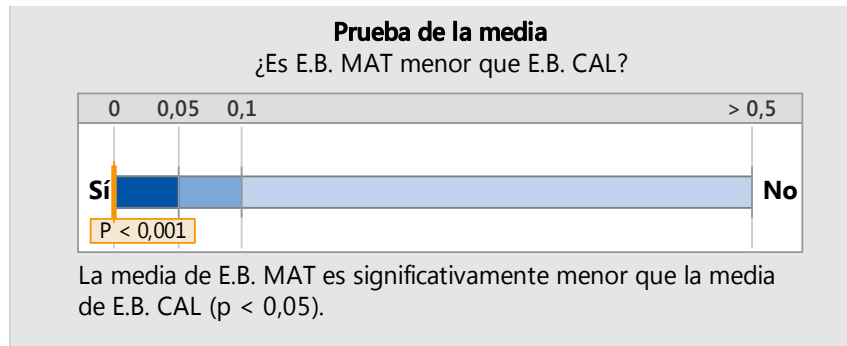 Prueba de la media
¿Es E.B. MAT menor que E.B. CAL?
0 0,05 0,1 > 0,5
Sí No
P < 0,001
La media de E.B. MAT es significativamente menor que la media
de E.B. CAL (p < 0,05).